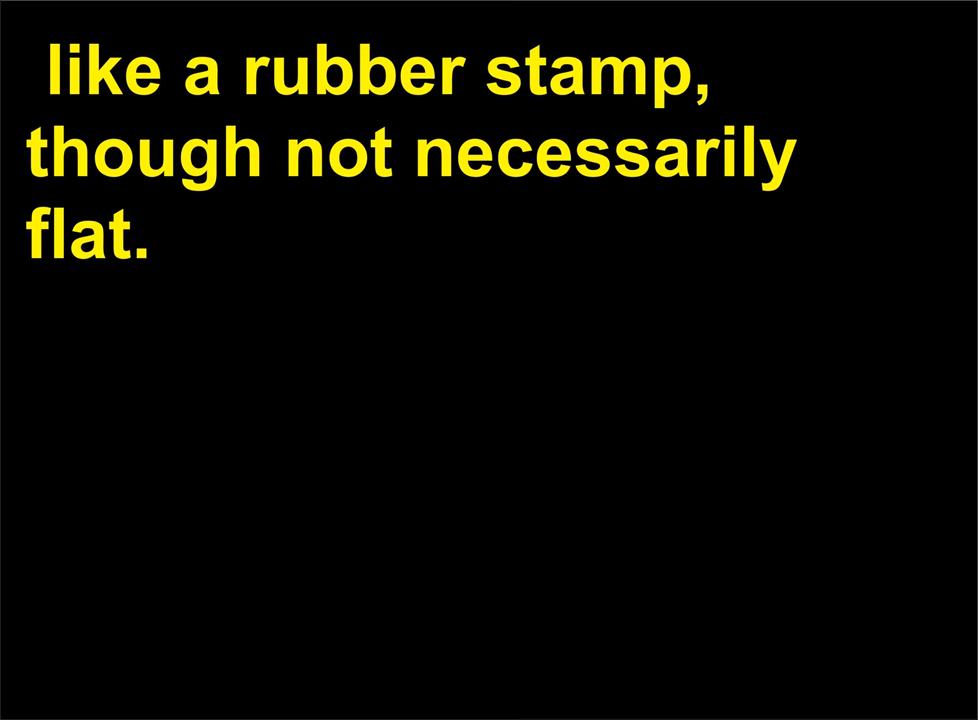 like a rubber stamp,
though not necessarily
flat.